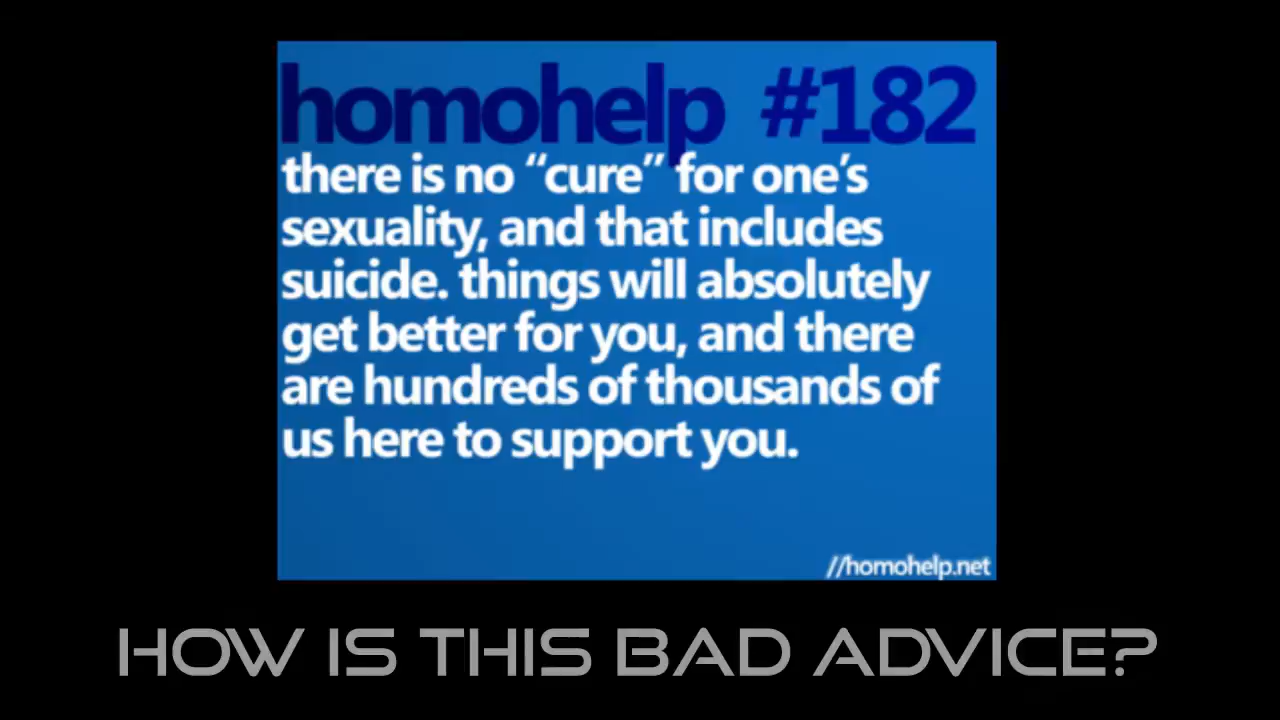 homohelp #182
there is no “cure” for one’s
sexuality, and that includes
suicide. things will absolutely
get better for you, and there
are hundreds of thousands of
us here to support you.
//homohelp.net
HOW IS THIS BAD ADVICE?